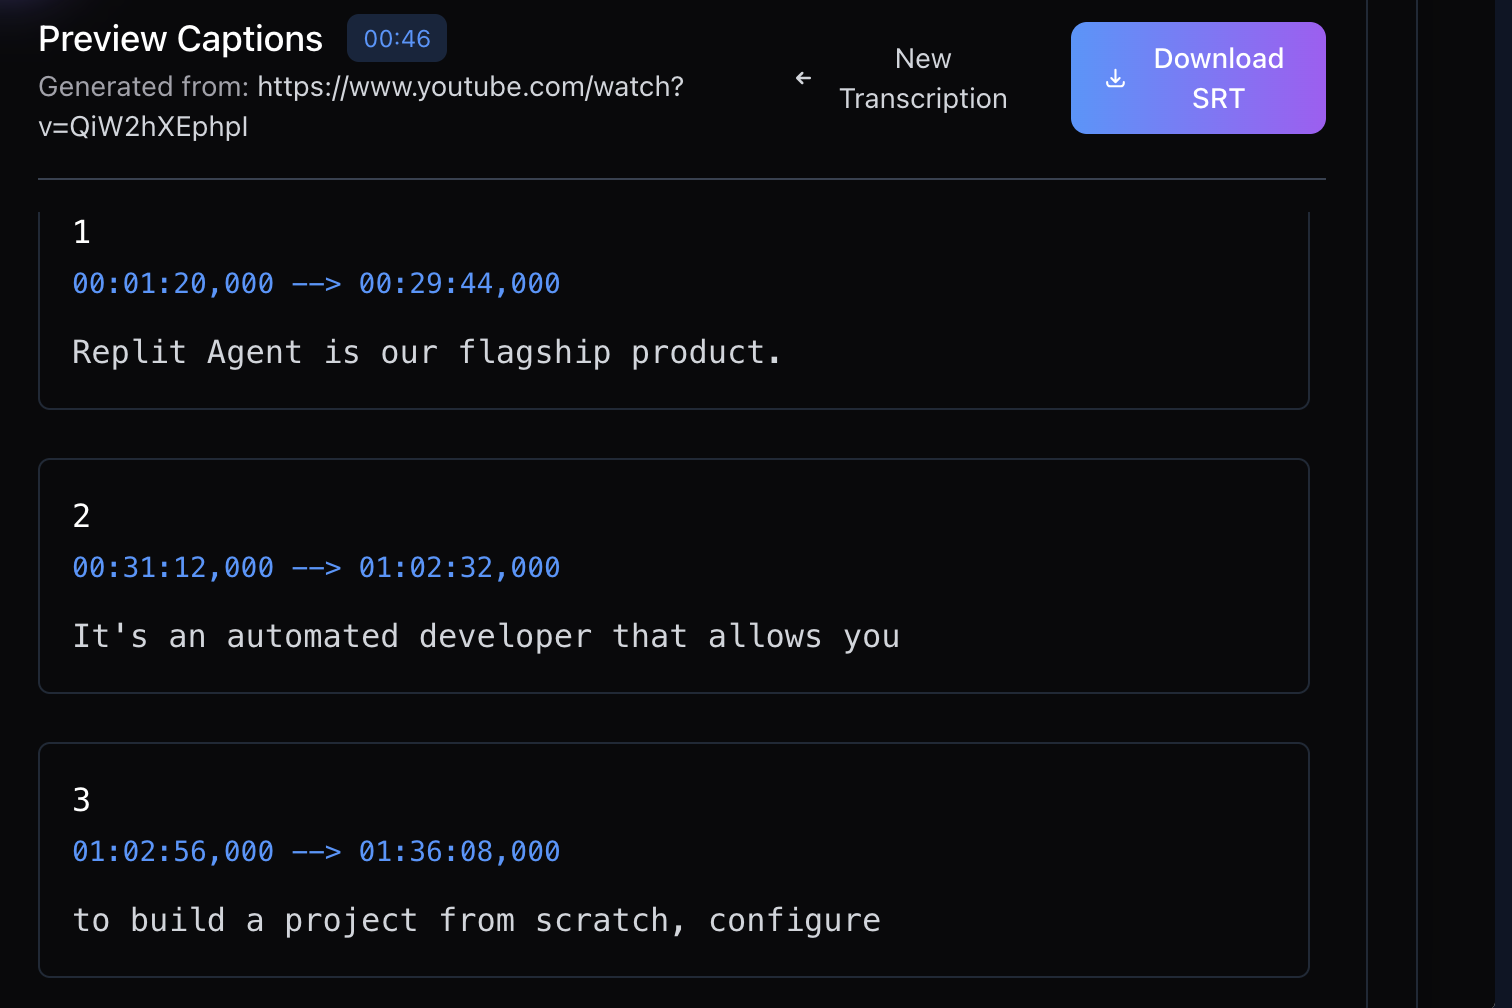 Preview Captions 00:46
Generated from: https://www.youtube.com/watch?
v=QiW2hXEphpI
New
Transcription
Download
SRT
1
00:01:20,000 --> 00:29:44,000
Replit Agent is our flagship product.
2
00:31:12,000 --> 01:02:32,000
It's an automated developer that allows you
3
01:02:56,000 --> 01:36:08,000
to build a project from scratch, configure